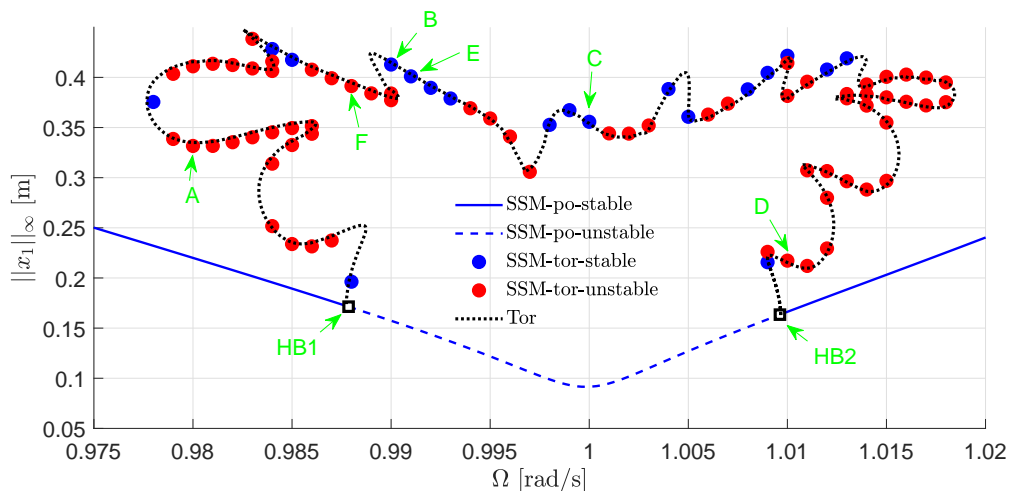 B
E
C
F
A
D
HB1
HB2
SSM-po-stable
SSM-po-unstable
SSM-tor-stable
SSM-tor-unstable
Tor
||x₁||∞ [m]
0.4
0.35
0.3
0.25
0.2
0.15
0.1
0.05
0.975 0.98 0.985 0.99 0.995 1 1.005 1.01 1.015 1.02
Ω [rad/s]